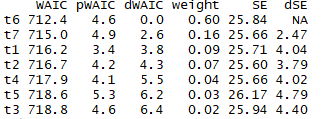 WAIC pWAIC dWAIC weight SE dSE
t6 712.4 4.6 0.0 0.60 25.84 NA
t7 715.0 4.9 2.6 0.16 25.66 2.47
t1 716.2 3.4 3.8 0.09 25.71 4.04
t2 716.7 4.2 4.3 0.07 25.60 3.79
t4 717.9 4.1 5.5 0.04 25.66 4.02
t5 718.6 5.3 6.2 0.03 26.17 4.79
t3 718.8 4.6 6.4 0.02 25.94 4.40